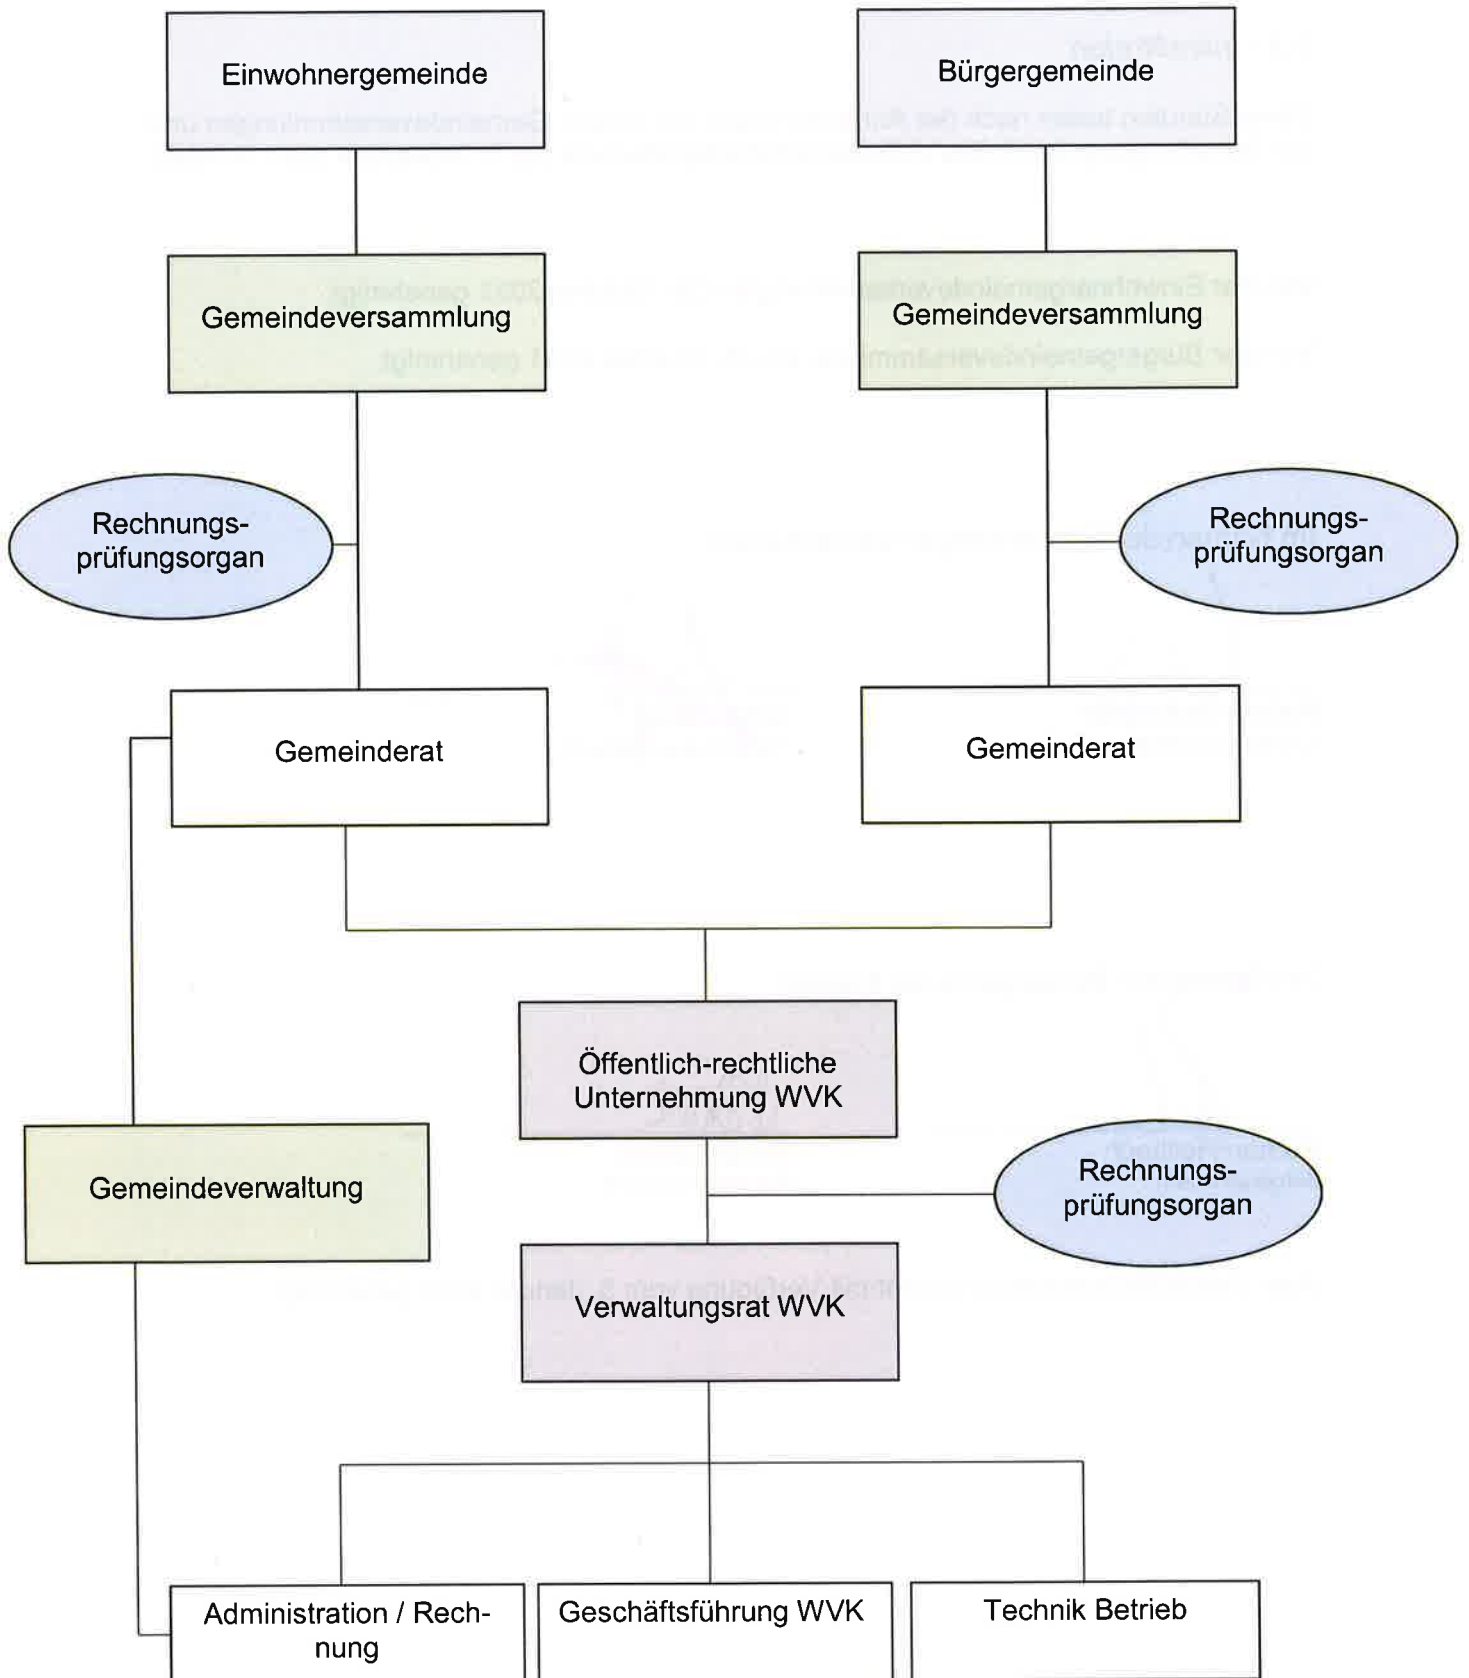 Einwohnergemeinde
Bürgergemeinde
Gemeindeversammlung
Gemeindeversammlung
Rechnungs-
prüfungsorgan
Rechnungs-
prüfungsorgan
Gemeinderat
Gemeinderat
Öffentlich-rechtliche
Unternehmung WVK
Gemeindeverwaltung
Rechnungs-
prüfungsorgan
Verwaltungsrat WVK
Administration / Rech-
nung
Geschäftsführung WVK
Technik Betrieb